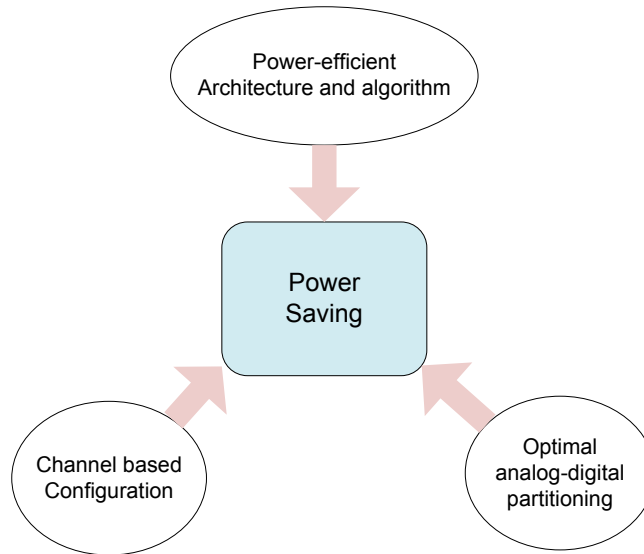 Power-efficient
Architecture and algorithm
Power
Saving
Channel based
Configuration
Optimal
analog-digital
partitioning